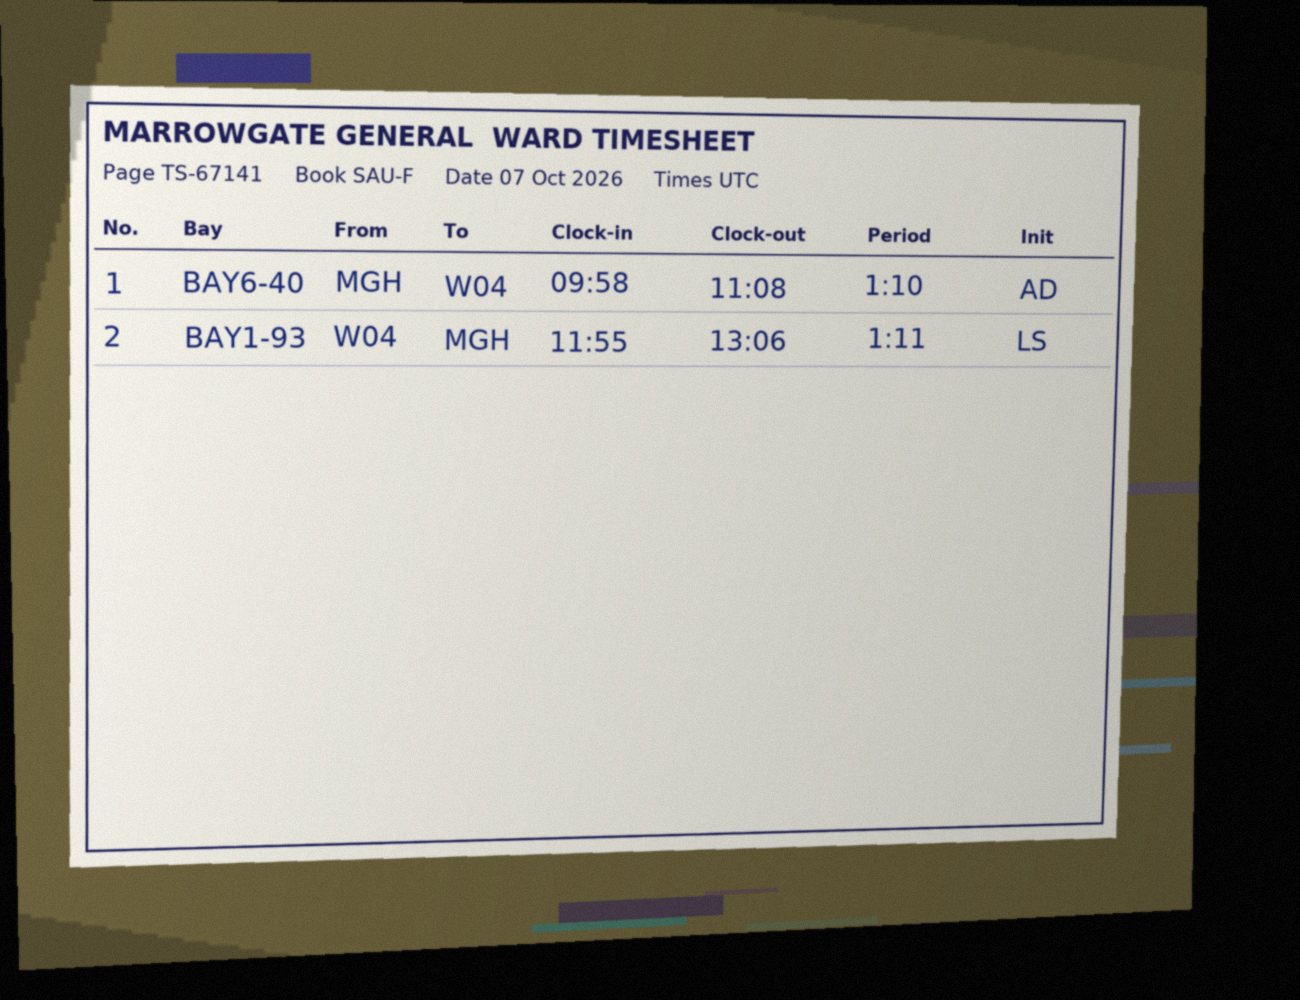 MARROWGATE GENERAL WARD TIMESHEET
Page TS-67141 Book SAU-F Date 07 Oct 2026 Times UTC
No. Bay From To Clock-in Clock-out Period Init
1 BAY6-40 MGH W04 09:58 11:08 1:10 AD
2 BAY1-93 W04 MGH 11:55 13:06 1:11 LS